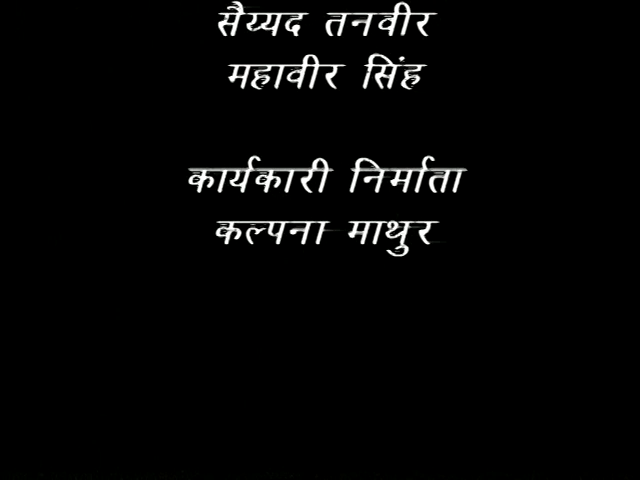 सैय्यद तनवीर
महावीर सिंह
कार्यकारी निर्माता
कल्पना माथुर